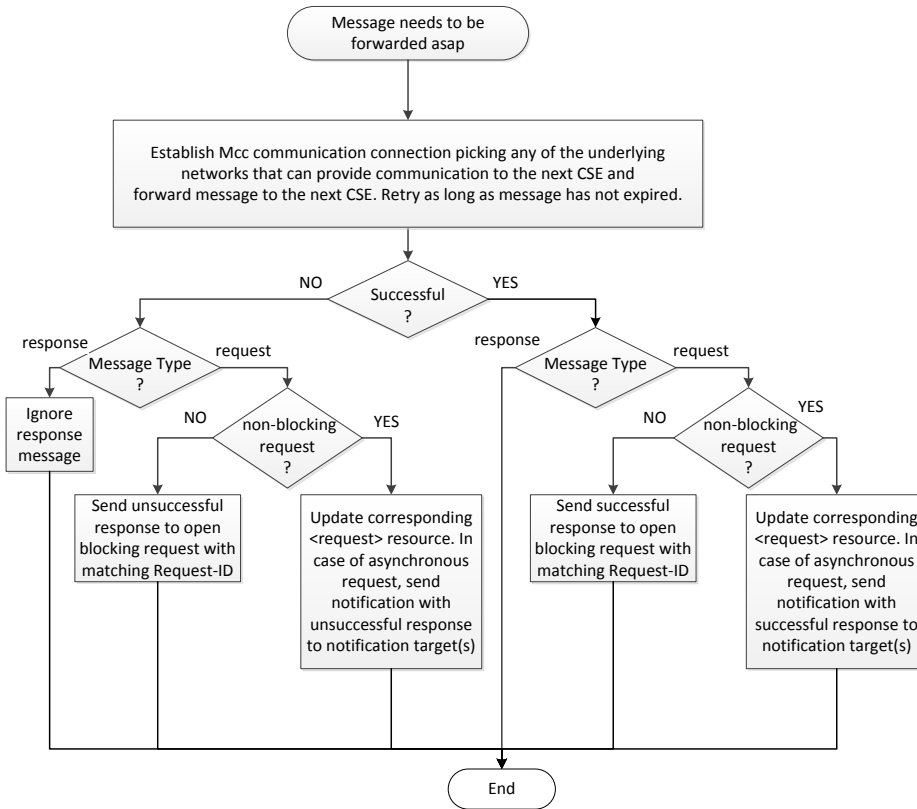 Message needs to be
forwarded asap
Establish Mcc communication connection picking any of the underlying
networks that can provide communication to the next CSE and
forward message to the next CSE. Retry as long as message has not expired.
NO
Successful
?
YES
response
Message Type
?
request
response
Message Type
?
request
Ignore
response
message
NO
non-blocking
request
?
YES
NO
non-blocking
request
?
YES
Send unsuccessful
response to open
blocking request with
matching Request-ID
Update corresponding
<request> resource. In
case of asynchronous
request, send
notification with
unsuccessful response
to notification target(s)
Send successful
response to open
blocking request with
matching Request-ID
Update corresponding
<request> resource. In
case of asynchronous
request, send
notification with
successful response to
notification target(s)
End